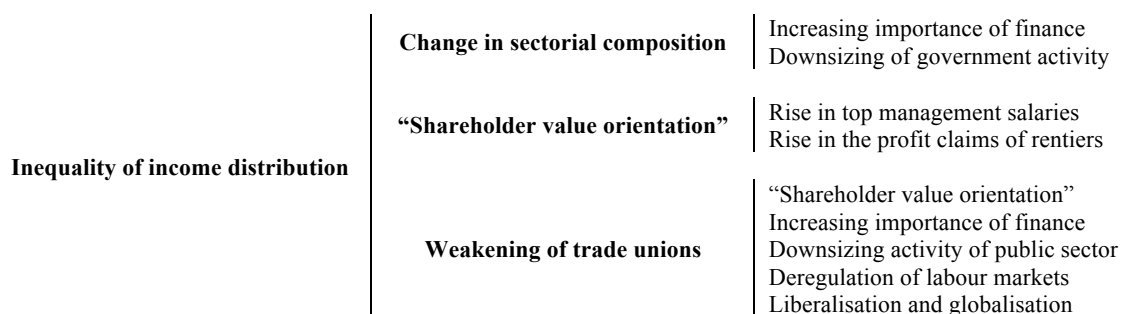 Change in sectorial composition
Increasing importance of finance
Downsizing of government activity
“Shareholder value orientation”
Rise in top management salaries
Rise in the profit claims of rentiers
Inequality of income distribution
Weakening of trade unions
“Shareholder value orientation”
Increasing importance of finance
Downsizing activity of public sector
Deregulation of labour markets
Liberalisation and globalisation